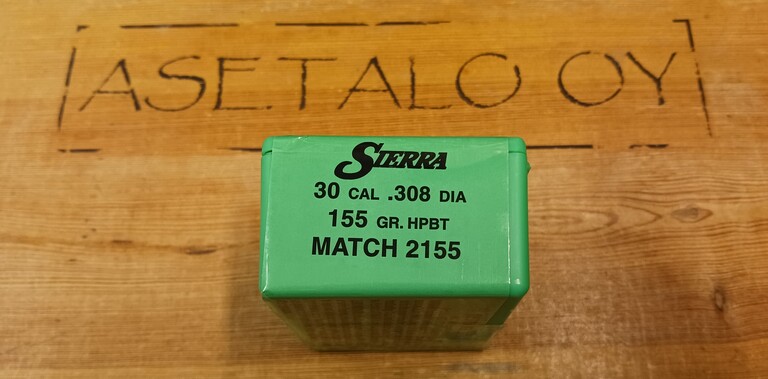 ASETALO OY
SIERRA
30 CAL .308 DIA
155 GR. HPBT
MATCH 2155